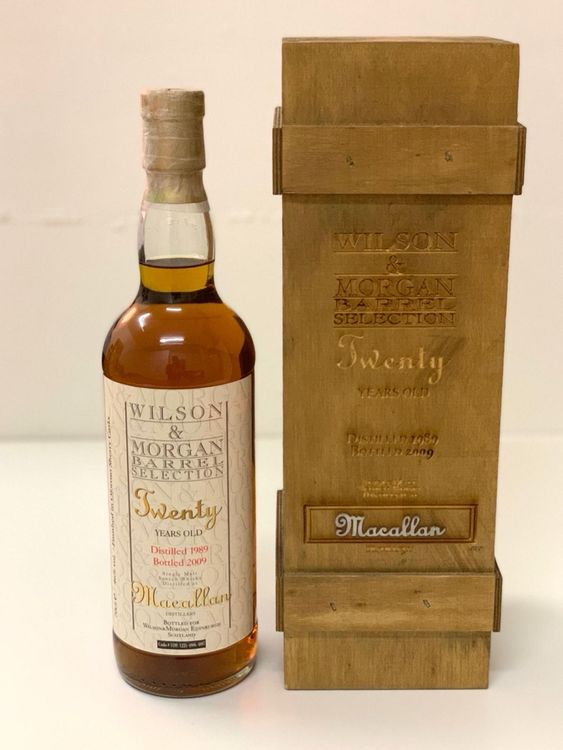 WILSON
&
MORGAN
BARREL
SELECTION
Twenty
YEARS OLD
Distilled 1989
Bottled 2009
Single Malt
Scotch Whisky
Distilled at
Macallan
DISTILLERY
BOTTLED FOR
WILSON&MORGAN EDINBURGH
SCOTLAND
WILSON
&
MORGAN
BARREL
SELECTION
Twenty
YEARS OLD
DISTILLED 1989
BOTTLED 2009
Macallan